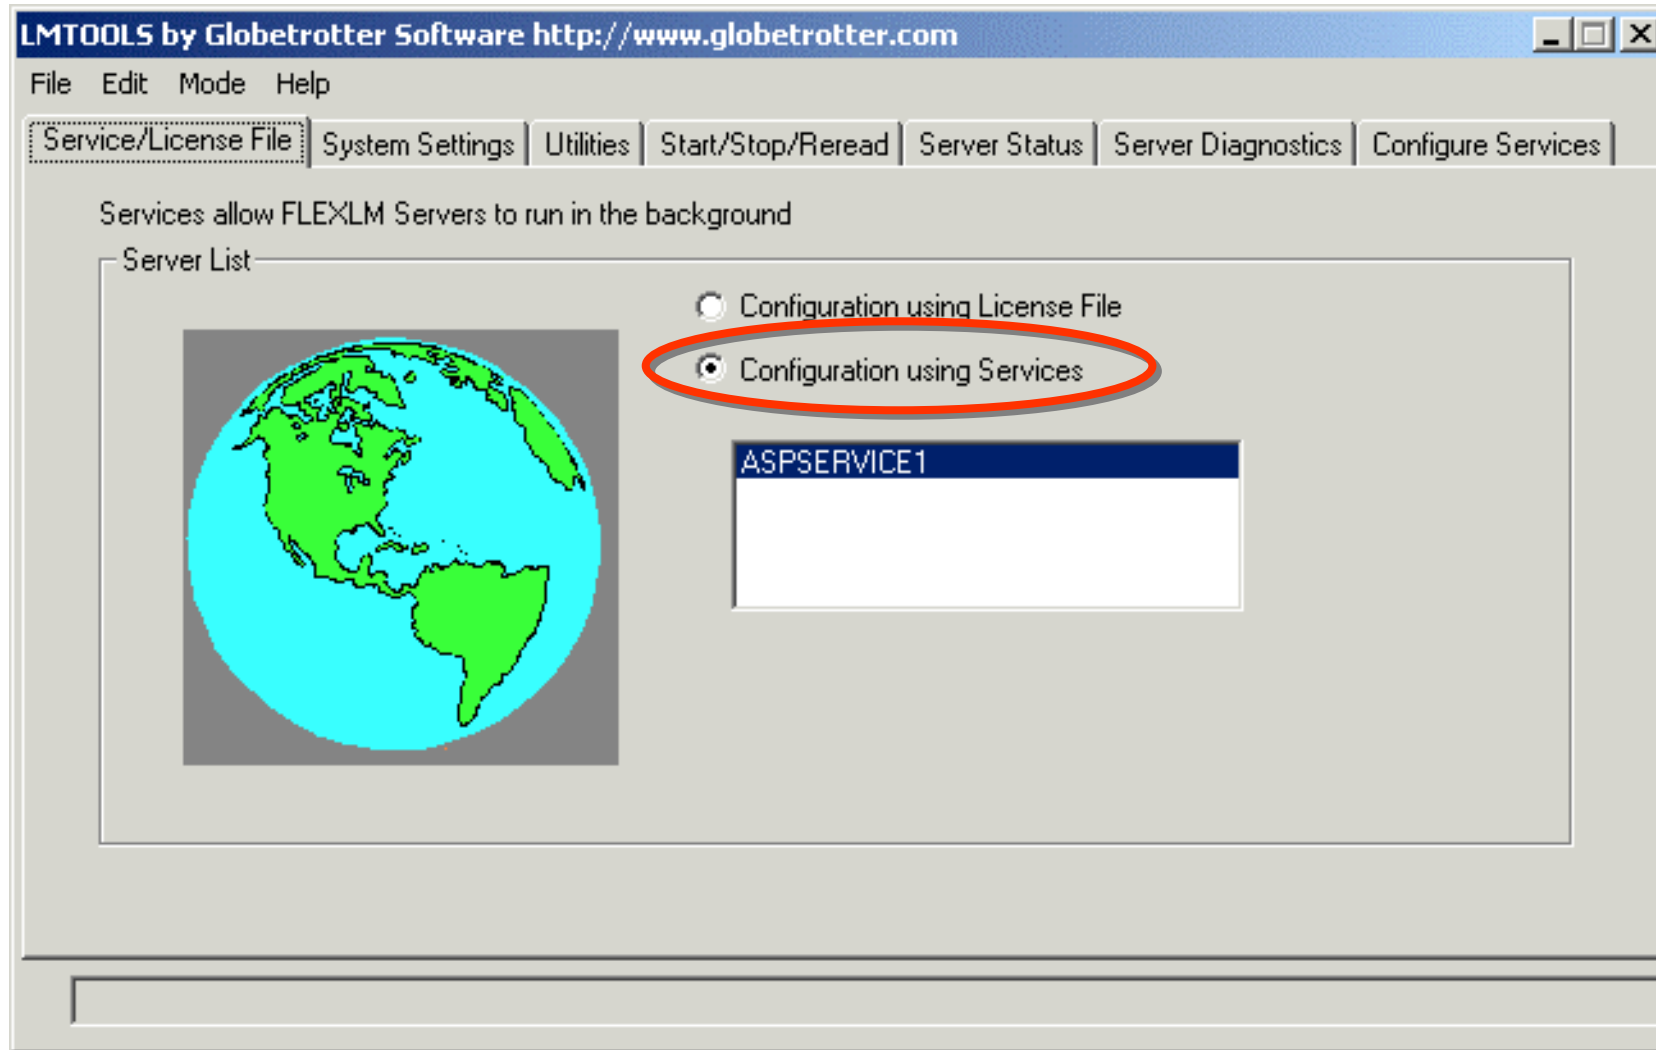 LMTOOLS by Globetrotter Software http://www.globetrotter.com
File Edit Mode Help
Service/License File System Settings Utilities Start/Stop/Reread Server Status Server Diagnostics Configure Services
Services allow FLEXLM Servers to run in the background
Server List
Configuration using License File
Configuration using Services
ASPSERVICE1